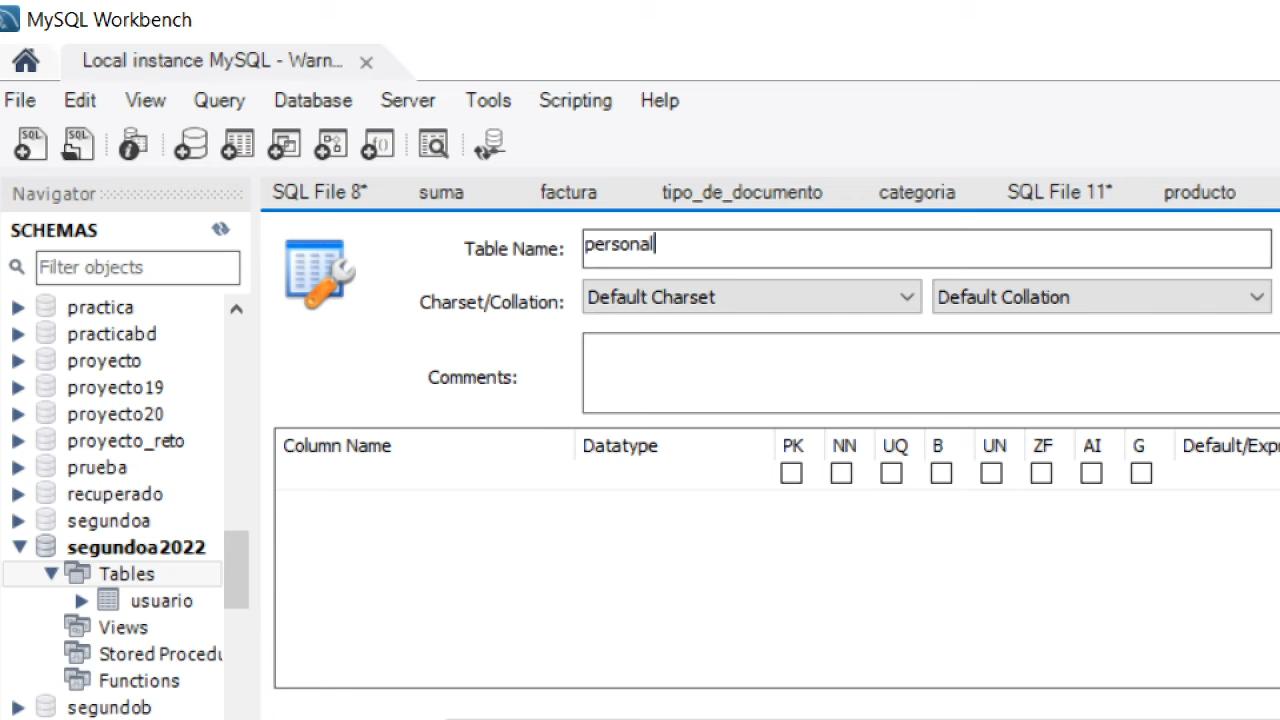 MySQL Workbench
Local instance MySQL - Warn...
File Edit View Query Database Server Tools Scripting Help
SQL SQL
Navigator
SQL File 8* suma factura tipo_de_documento categoria SQL File 11* producto
SCHEMAS
Filter objects
practica
practicabd
proyecto
proyecto19
proyecto20
proyecto_reto
prueba
recuperado
segundoa
segundoa2022
Tables
usuario
Views
Stored Procedu
Functions
segundob
Table Name: personal
Charset/Collation: Default Charset Default Collation
Comments:
Column Name Datatype PK NN UQ B UN ZF AI G Default/Expr